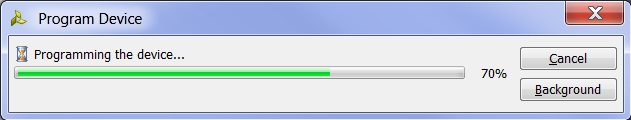 Program Device
Programming the device...
70%
Cancel
Background